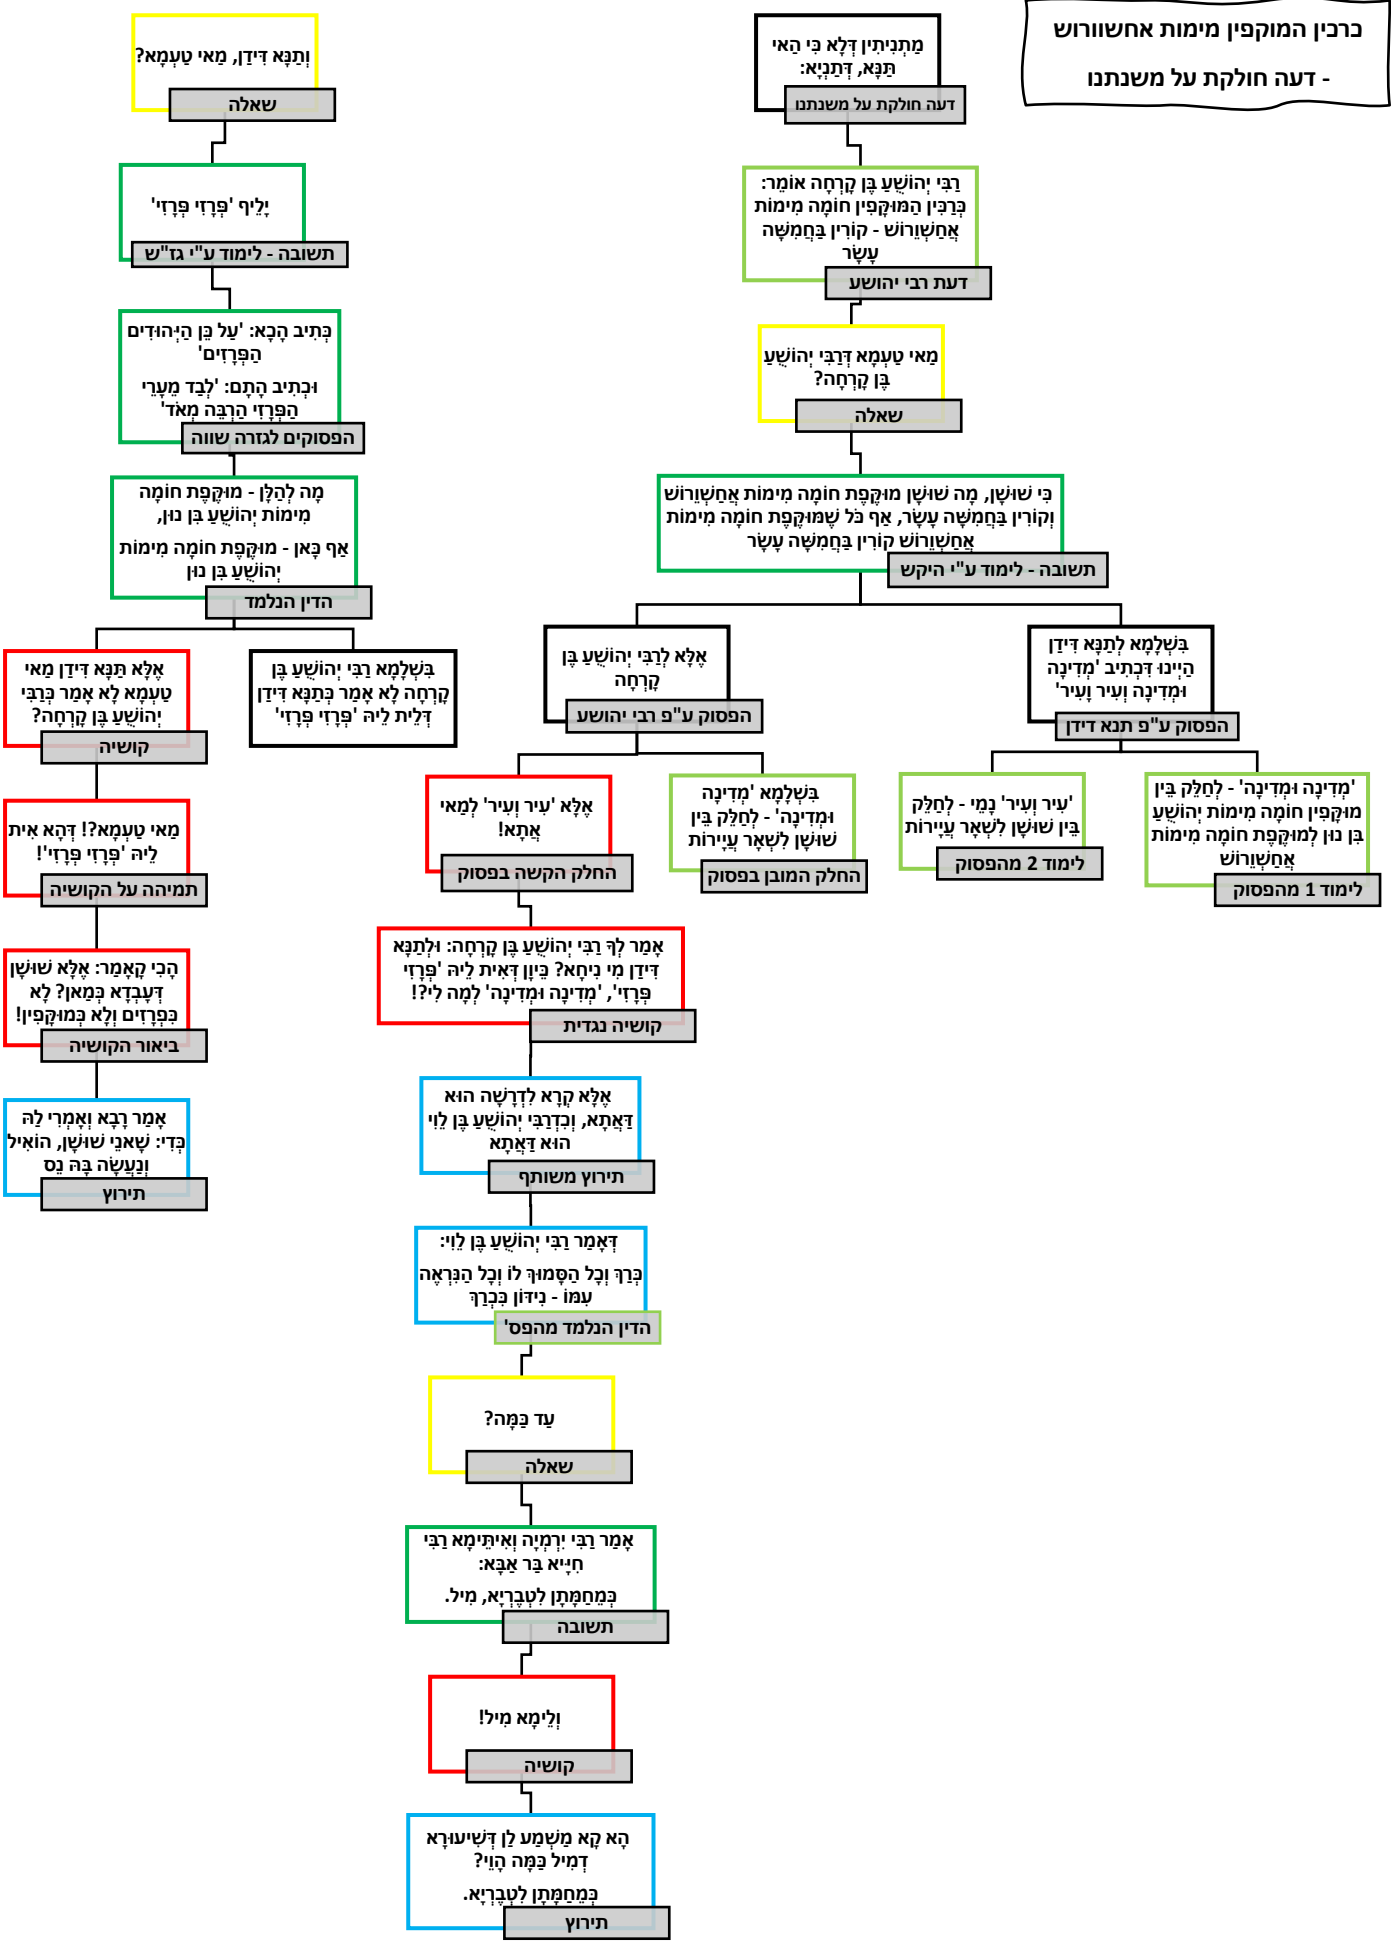 כרכין המוקפין מימות אחשוורוש
- דעה חולקת על משנתנו
מַתְנִיתִין דְּלָא כִּי הַאי
תַּנָּא, דְּתַנְיָא:
דעה חולקת על משנתנו
רַבִּי יְהוֹשֻׁעַ בֶּן קָרְחָה אוֹמֵר:
כְּרַכִּין הַמּוּקָּפִין חוֹמָה מִימוֹת
אֲחַשְׁוֵרוֹשׁ - קוֹרִין בַּחֲמִשָּׁה
עָשָׂר
דעת רבי יהושע
מַאי טַעְמָא דְּרַבִּי יְהוֹשֻׁעַ
בֶּן קָרְחָה?
שאלה
כִּי שׁוּשָׁן, מָה שׁוּשָׁן מוּקֶּפֶת חוֹמָה מִימוֹת אֲחַשְׁוֵרוֹשׁ
וְקוֹרִין בַּחֲמִשָּׁה עָשָׂר, אַף כֹּל שֶׁמּוּקֶּפֶת חוֹמָה מִימוֹת
אֲחַשְׁוֵרוֹשׁ קוֹרִין בַּחֲמִשָּׁה עָשָׂר
תשובה - לימוד ע"י היקש
בִּשְׁלָמָא לְתַנָּא דִּידַן
הַיְינוּ דִּכְתִיב 'מְדִינָה
וּמְדִינָה וְעִיר וָעִיר'
הפסוק ע"פ תנא דידן
'מְדִינָה וּמְדִינָה' - לְחַלֵּק בֵּין
מוּקָּפִין חוֹמָה מִימוֹת יְהוֹשֻׁעַ
בִּן נוּן לְמוּקֶּפֶת חוֹמָה מִימוֹת
אֲחַשְׁוֵרוֹשׁ
לימוד 1 מהפסוק
'עִיר וְעִיר' נָמֵי - לְחַלֵּק
בֵּין שׁוּשָׁן לִשְׁאָר עֲיָירוֹת
לימוד 2 מהפסוק
אֶלָּא לְרַבִּי יְהוֹשֻׁעַ בֶּן
קָרְחָה
הפסוק ע"פ רבי יהושע
בִּשְׁלָמָא 'מְדִינָה
וּמְדִינָה' - לְחַלֵּק בֵּין
שׁוּשָׁן לִשְׁאָר עֲיָירוֹת
החלק המובן בפסוק
אֶלָּא 'עִיר וְעִיר' לְמַאי
אֲתָא!
החלק הקשה בפסוק
אָמַר לְךָ רַבִּי יְהוֹשֻׁעַ בֶּן קָרְחָה: וּלְתַנָּא
דִּידַן מִי נִיחָא? כֵּיוָן דְּאִית לֵיהּ 'פְּרָזִי
פְּרָזִי', 'מְדִינָה וּמְדִינָה' לְמָה לִי?!
קושיה נגדית
אֶלָּא קְרָא לִדְרָשָׁה הוּא
דַּאֲתָא, וְכִדְרַבִּי יְהוֹשֻׁעַ בֶּן לֵוִי
הוּא דַּאֲתָא
תירוץ משותף
דְּאָמַר רַבִּי יְהוֹשֻׁעַ בֶּן לֵוִי:
כְּרַךְ וְכָל הַסָּמוּךְ לוֹ וְכָל הַנִּרְאֶה
עִמּוֹ - נִידּוֹן כִּכְרַךְ
הדין הנלמד מהפס'
עַד כַּמָּה?
שאלה
אָמַר רַבִּי יִרְמְיָה וְאִיתֵּימָא רַבִּי
חִיָּיא בַּר אַבָּא:
כְּמֵחַמָּתָן לִטְבֶרְיָא, מִיל.
תשובה
וְלֵימָא מִיל!
קושיה
הָא קָא מַשְׁמַע לַן דְּשִׁיעוּרָא
דְמִיל כַּמָּה הָוֵי?
כְּמֵחַמָּתָן לִטְבֶרְיָא.
תירוץ
וְתַנָּא דִּידַן, מַאי טַעְמָא?
שאלה
יָלֵיף 'פְּרָזִי פְּרָזִי'
תשובה - לימוד ע"י גז"ש
כְּתִיב הָכָא: 'עַל כֵּן הַיְּהוּדִים
הַפְּרָזִים'
וּכְתִיב הָתָם: 'לְבַד מֵעָרֵי
הַפְּרָזִי הַרְבֵּה מְאֹד'
הפסוקים לגזרה שווה
מָה לְהַלָּן - מוּקֶּפֶת חוֹמָה
מִימוֹת יְהוֹשֻׁעַ בִּן נוּן,
אַף כָּאן - מוּקֶּפֶת חוֹמָה מִימוֹת
יְהוֹשֻׁעַ בִּן נוּן
הדין הנלמד
בִּשְׁלָמָא רַבִּי יְהוֹשֻׁעַ בֶּן
קָרְחָה לָא אָמַר כְּתַנָּא דִּידַן
דְּלֵית לֵיהּ 'פְּרָזִי פְּרָזִי'
אֶלָּא תַּנָּא דִּידַן מַאי
טַעְמָא לָא אָמַר כְּרַבִּי
יְהוֹשֻׁעַ בֶּן קָרְחָה?
קושיה
מַאי טַעְמָא?! דְּהָא אִית
לֵיהּ 'פְּרָזִי פְּרָזִי'!
תמיהה על הקושיה
הָכִי קָאָמַר: אֶלָּא שׁוּשָׁן
דְּעָבְדָא כְּמַאן? לָא
כִּפְרָזִים וְלָא כְּמוּקָּפִין!
ביאור הקושיה
אָמַר רָבָא וְאָמְרִי לַהּ
כְּדִי: שָׁאנֵי שׁוּשָׁן, הוֹאִיל
וְנַעֲשָׂה בָּהּ נֵס
תירוץ